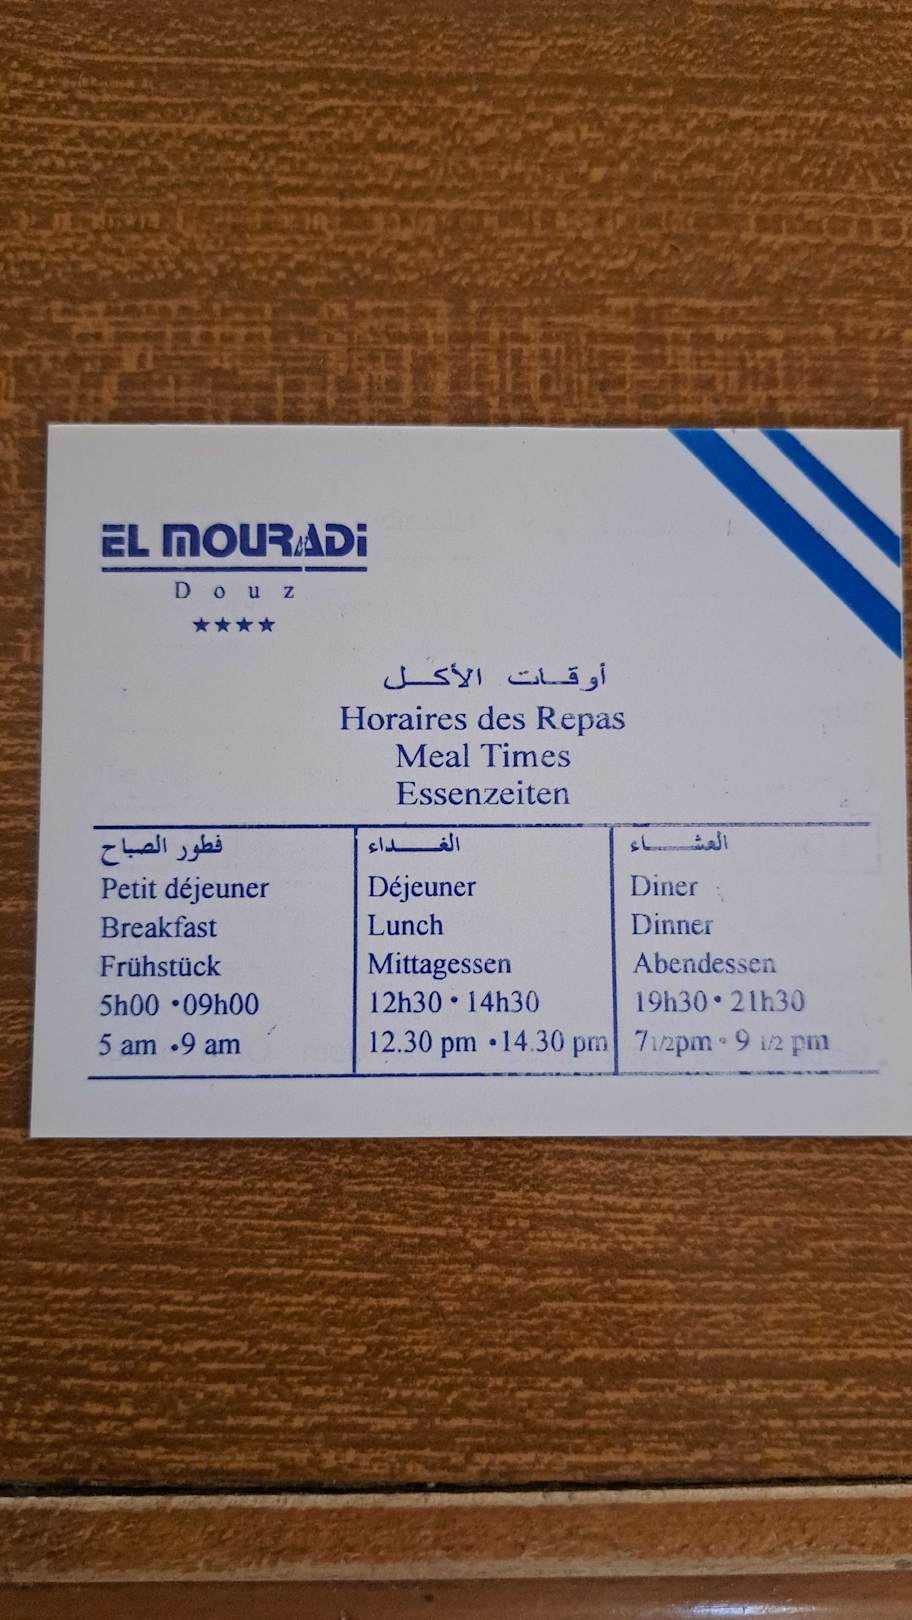 EL MOURADI
Douz
★★★★
أوقات الأكل
Horaires des Repas
Meal Times
Essenzeiten
فطور الصباح
Petit déjeuner
Breakfast
Frühstück
5h00 •09h00
5 am •9 am
الغداء
Déjeuner
Lunch
Mittagessen
12h30 • 14h30
12.30 pm •14.30 pm
العشاء
Diner
Dinner
Abendessen
19h30 • 21h30
7 1/2pm • 9 1/2 pm